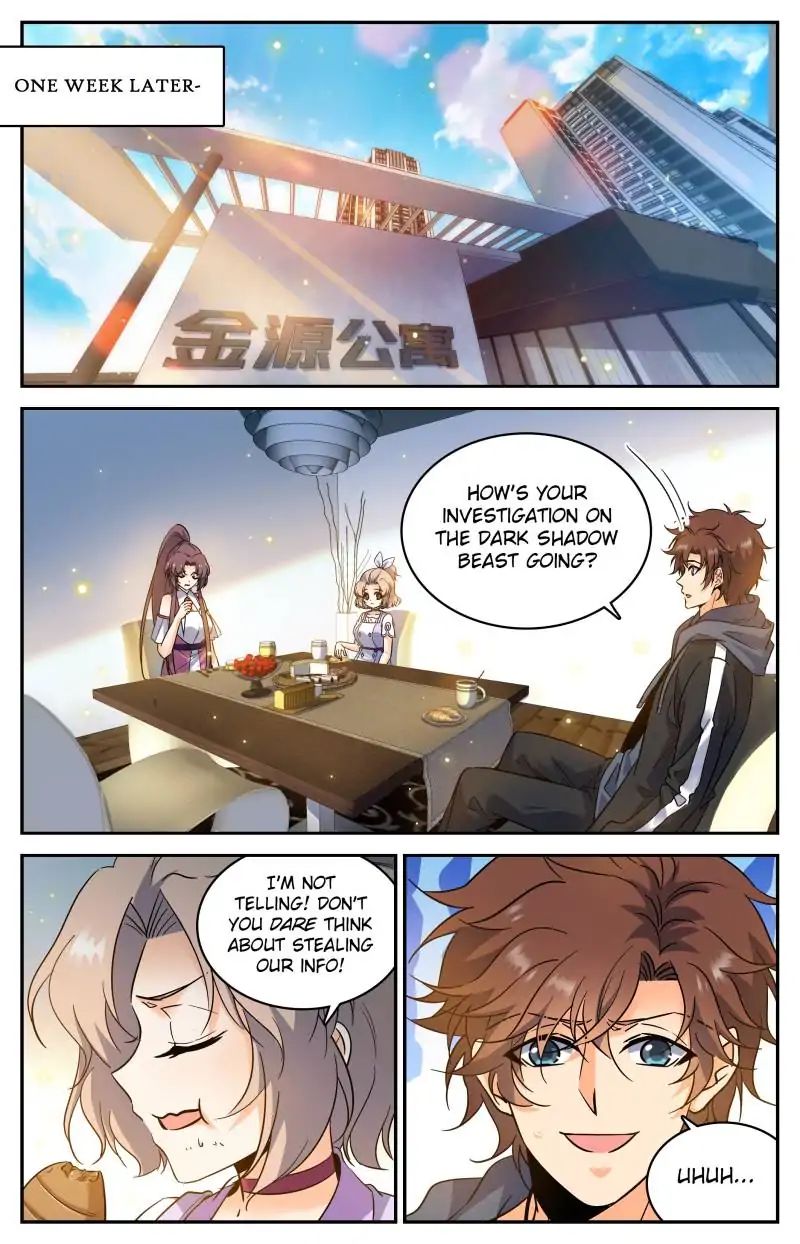 ONE WEEK LATER-
金源公寓
HOW'S YOUR
INVESTIGATION ON
THE DARK SHADOW
BEAST GOING?
I'M NOT
TELLING! DON'T
YOU DARE THINK
ABOUT STEALING
OUR INFO!
UHUH...